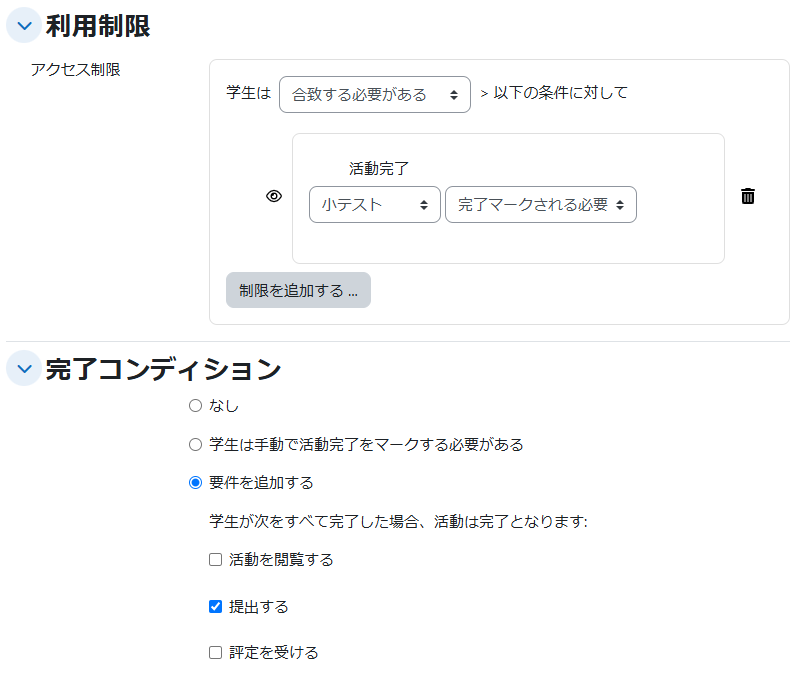 利用制限
アクセス制限
学生は 合致する必要がある > 以下の条件に対して
活動完了
小テスト 完了マークされる必要
制限を追加する ...
完了コンディション
なし
学生は手動で活動完了をマークする必要がある
要件を追加する
学生が次をすべて完了した場合、活動は完了となります:
活動を閲覧する
提出する
評定を受ける